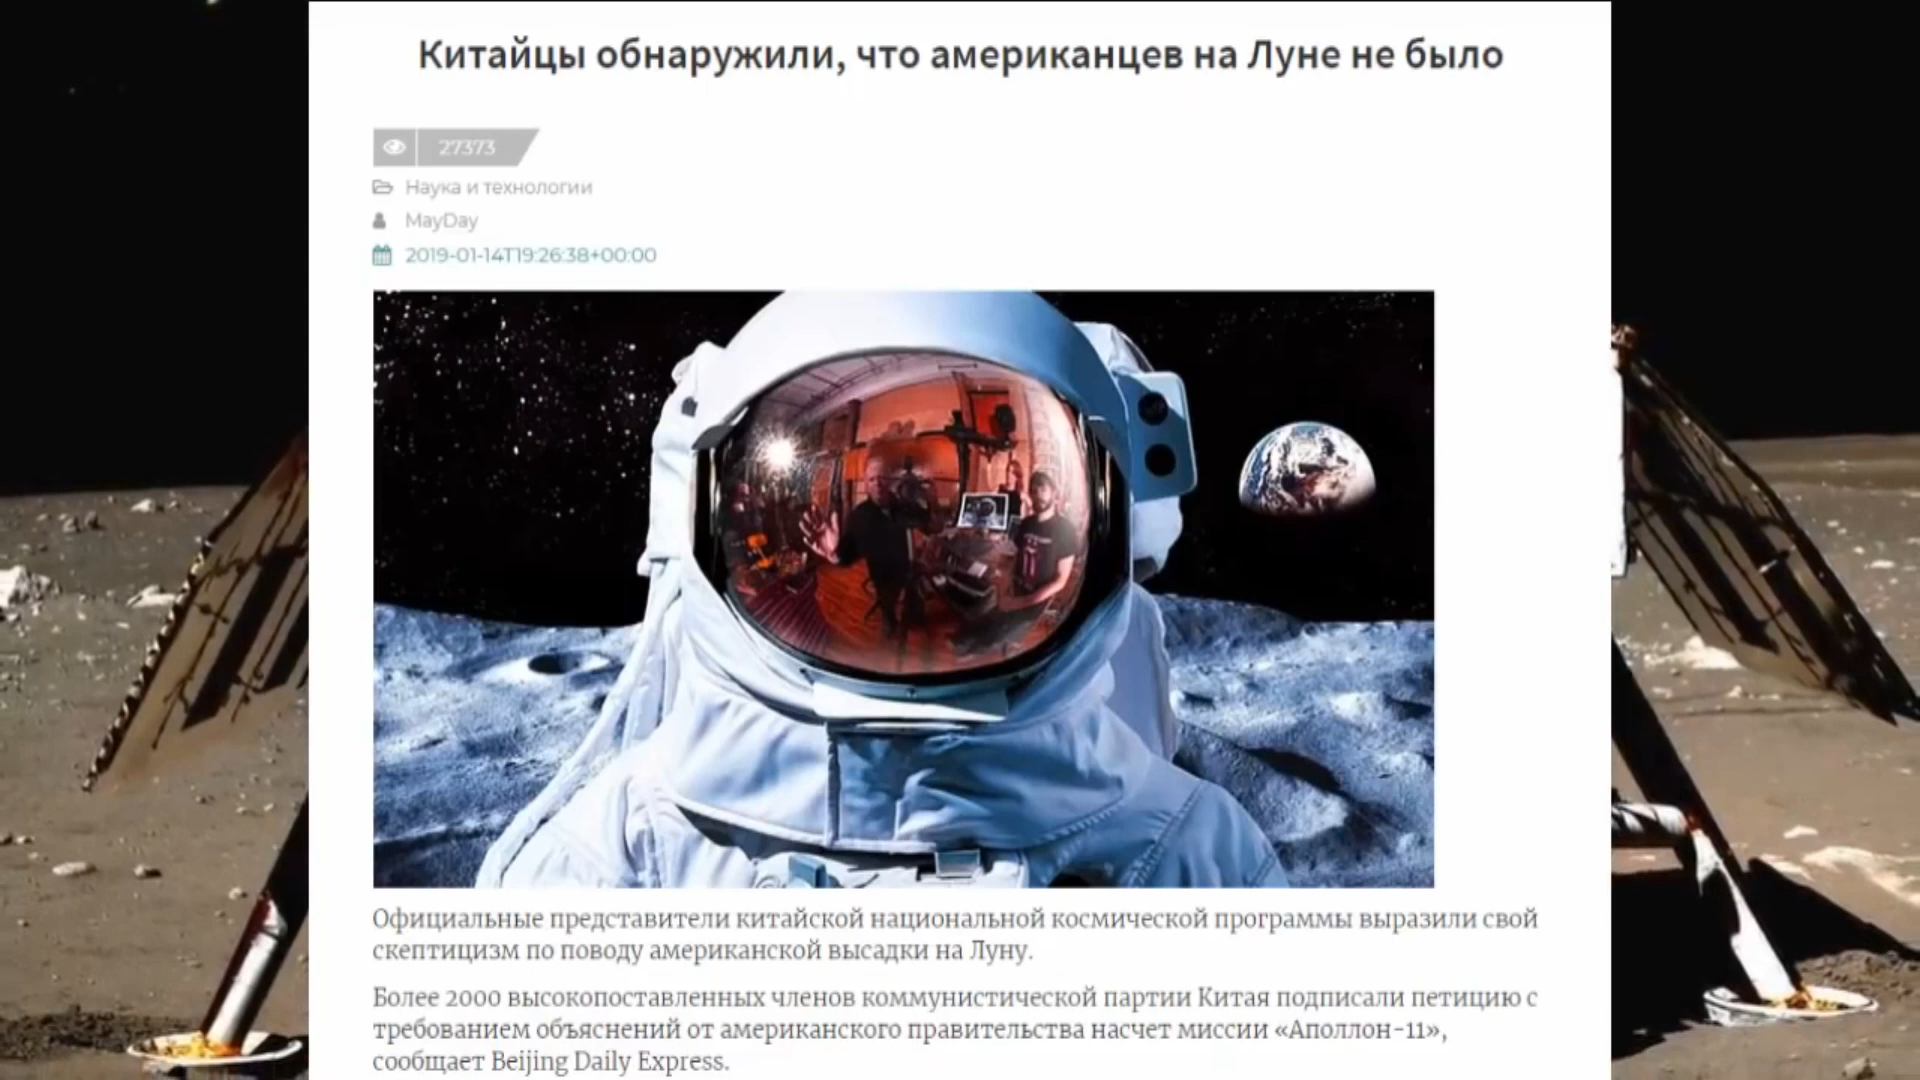 Китайцы обнаружили, что американцев на Луне не было
27373
Наука и технологии
MayDay
2019-01-14T19:26:38+00:00
Официальные представители китайской национальной космической программы выразили свой
скептицизм по поводу американской высадки на Луну.
Более 2000 высокопоставленных членов коммунистической партии Китая подписали петицию с
требованием объяснений от американского правительства насчет миссии «Аполлон-11»,
сообщает Beijing Daily Express.